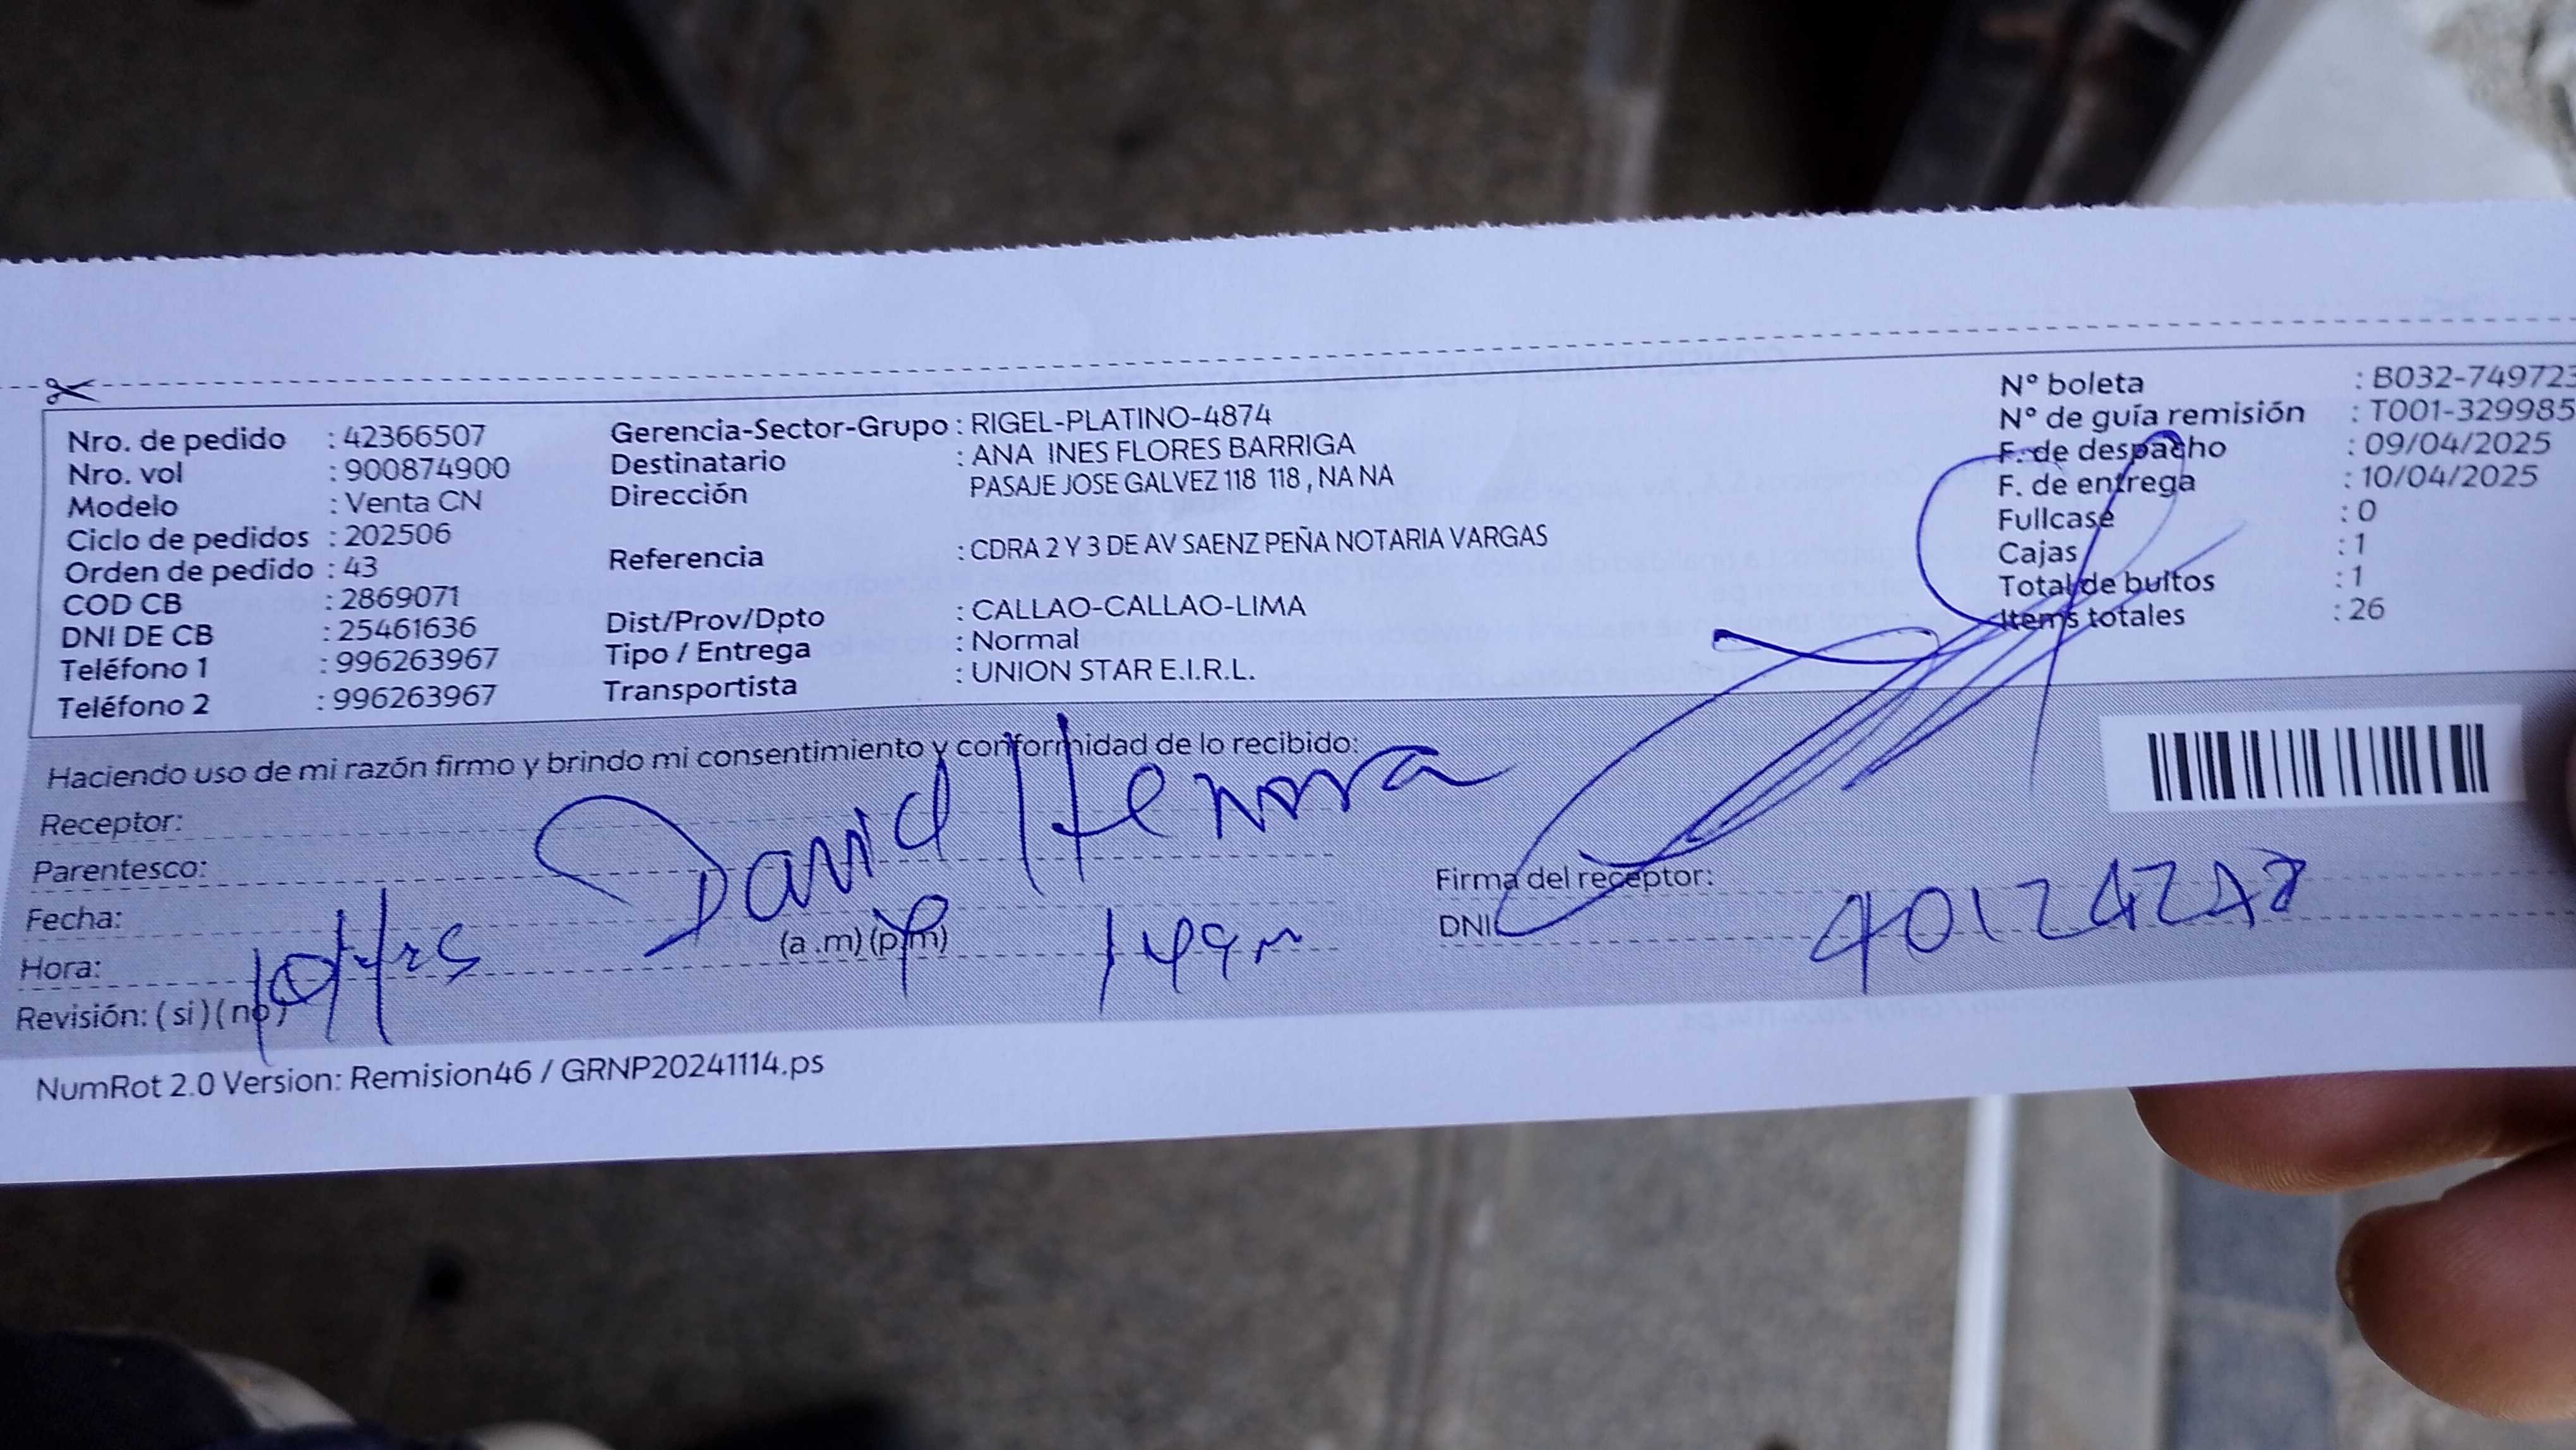 Nro. de pedido : 42366507
Nro. vol : 900874900
Modelo : Venta CN
Ciclo de pedidos : 202506
Orden de pedido : 43
COD CB : 2869071
DNI DE CB : 25461636
Teléfono 1 : 996263967
Teléfono 2 : 996263967
Gerencia-Sector-Grupo : RIGEL-PLATINO-4874
Destinatario : ANA INES FLORES BARRIGA
Dirección PASAJE JOSE GALVEZ 118 118 , NA NA
Referencia : CDRA 2 Y 3 DE AV SAENZ PEÑA NOTARIA VARGAS
Dist/Prov/Dpto : CALLAO-CALLAO-LIMA
Tipo / Entrega : Normal
Transportista : UNION STAR E.I.R.L.
N° boleta : B032-749723
N° de guía remisión : T001-329985
F. de despacho : 09/04/2025
F. de entrega : 10/04/2025
Fullcase : 0
Cajas : 1
Total de bultos : 1
Items totales : 26
Haciendo uso de mi razón firmo y brindo mi consentimiento y conformidad de lo recibido:
Receptor: David
Parentesco:
Fecha:
Hora: (a .m) (p.m)
Revisión: ( si ) ( no )
Firma del receptor:
DNI
NumRot 2.0 Version: Remision46 / GRNP20241114.ps